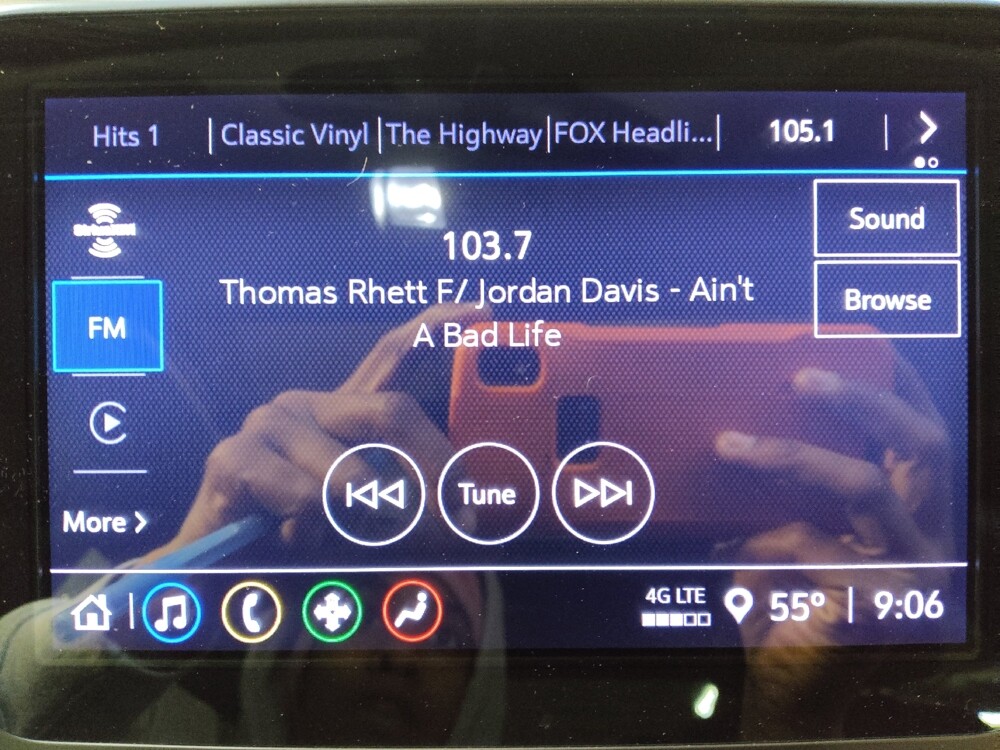 Hits 1 | Classic Vinyl | The Highway | FOX Headli... | 105.1 |
SiriusXM
103.7
Sound
Thomas Rhett F/ Jordan Davis - Ain't
A Bad Life
Browse
FM
Tune
More >
4G LTE
55° | 9:06